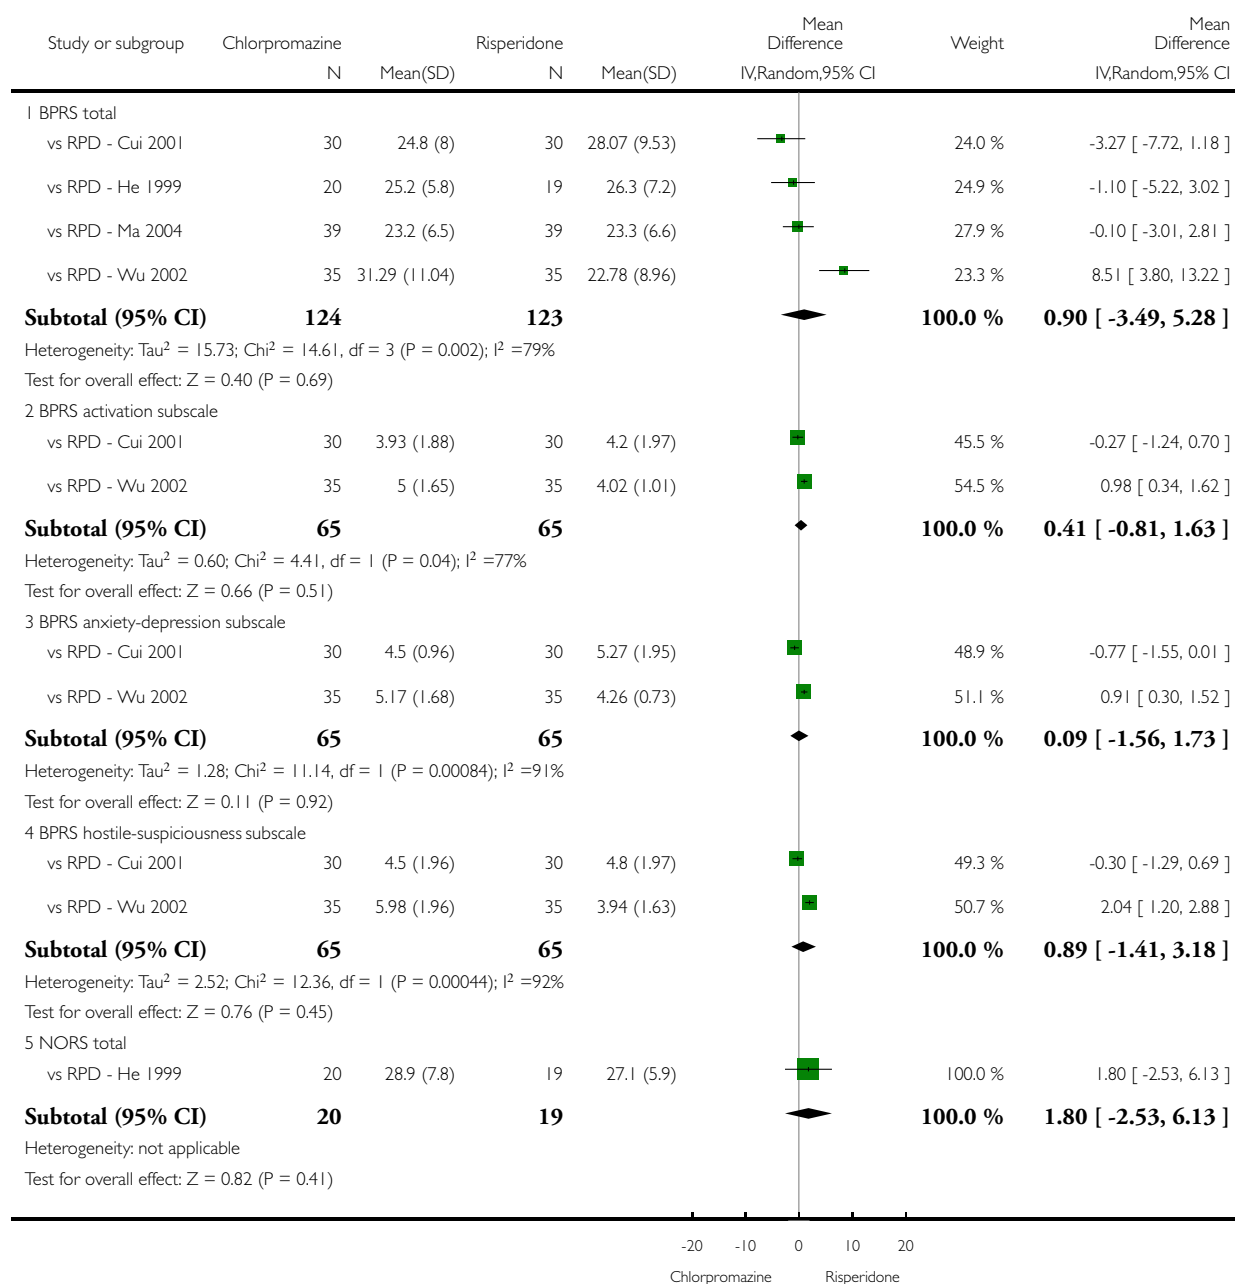 Mean Mean
Study or subgroup Chlorpromazine Risperidone Difference Weight Difference
N Mean(SD) N Mean(SD) IV,Random,95% CI IV,Random,95% CI
1 BPRS total
vs RPD - Cui 2001 30 24.8 (8) 30 28.07 (9.53) 24.0 % -3.27 [ -7.72, 1.18 ]
vs RPD - He 1999 20 25.2 (5.8) 19 26.3 (7.2) 24.9 % -1.10 [ -5.22, 3.02 ]
vs RPD - Ma 2004 39 23.2 (6.5) 39 23.3 (6.6) 27.9 % -0.10 [ -3.01, 2.81 ]
vs RPD - Wu 2002 35 31.29 (11.04) 35 22.78 (8.96) 23.3 % 8.51 [ 3.80, 13.22 ]
Subtotal (95% CI) 124 123 100.0 % 0.90 [ -3.49, 5.28 ]
Heterogeneity: Tau² = 15.73; Chi² = 14.61, df = 3 (P = 0.002); I² =79%
Test for overall effect: Z = 0.40 (P = 0.69)
2 BPRS activation subscale
vs RPD - Cui 2001 30 3.93 (1.88) 30 4.2 (1.97) 45.5 % -0.27 [ -1.24, 0.70 ]
vs RPD - Wu 2002 35 5 (1.65) 35 4.02 (1.01) 54.5 % 0.98 [ 0.34, 1.62 ]
Subtotal (95% CI) 65 65 100.0 % 0.41 [ -0.81, 1.63 ]
Heterogeneity: Tau² = 0.60; Chi² = 4.41, df = 1 (P = 0.04); I² =77%
Test for overall effect: Z = 0.66 (P = 0.51)
3 BPRS anxiety-depression subscale
vs RPD - Cui 2001 30 4.5 (0.96) 30 5.27 (1.95) 48.9 % -0.77 [ -1.55, 0.01 ]
vs RPD - Wu 2002 35 5.17 (1.68) 35 4.26 (0.73) 51.1 % 0.91 [ 0.30, 1.52 ]
Subtotal (95% CI) 65 65 100.0 % 0.09 [ -1.56, 1.73 ]
Heterogeneity: Tau² = 1.28; Chi² = 11.14, df = 1 (P = 0.00084); I² =91%
Test for overall effect: Z = 0.11 (P = 0.92)
4 BPRS hostile-suspiciousness subscale
vs RPD - Cui 2001 30 4.5 (1.96) 30 4.8 (1.97) 49.3 % -0.30 [ -1.29, 0.69 ]
vs RPD - Wu 2002 35 5.98 (1.96) 35 3.94 (1.63) 50.7 % 2.04 [ 1.20, 2.88 ]
Subtotal (95% CI) 65 65 100.0 % 0.89 [ -1.41, 3.18 ]
Heterogeneity: Tau² = 2.52; Chi² = 12.36, df = 1 (P = 0.00044); I² =92%
Test for overall effect: Z = 0.76 (P = 0.45)
5 NORS total
vs RPD - He 1999 20 28.9 (7.8) 19 27.1 (5.9) 100.0 % 1.80 [ -2.53, 6.13 ]
Subtotal (95% CI) 20 19 100.0 % 1.80 [ -2.53, 6.13 ]
Heterogeneity: not applicable
Test for overall effect: Z = 0.82 (P = 0.41)
-20 -10 0 10 20
Chlorpromazine Risperidone